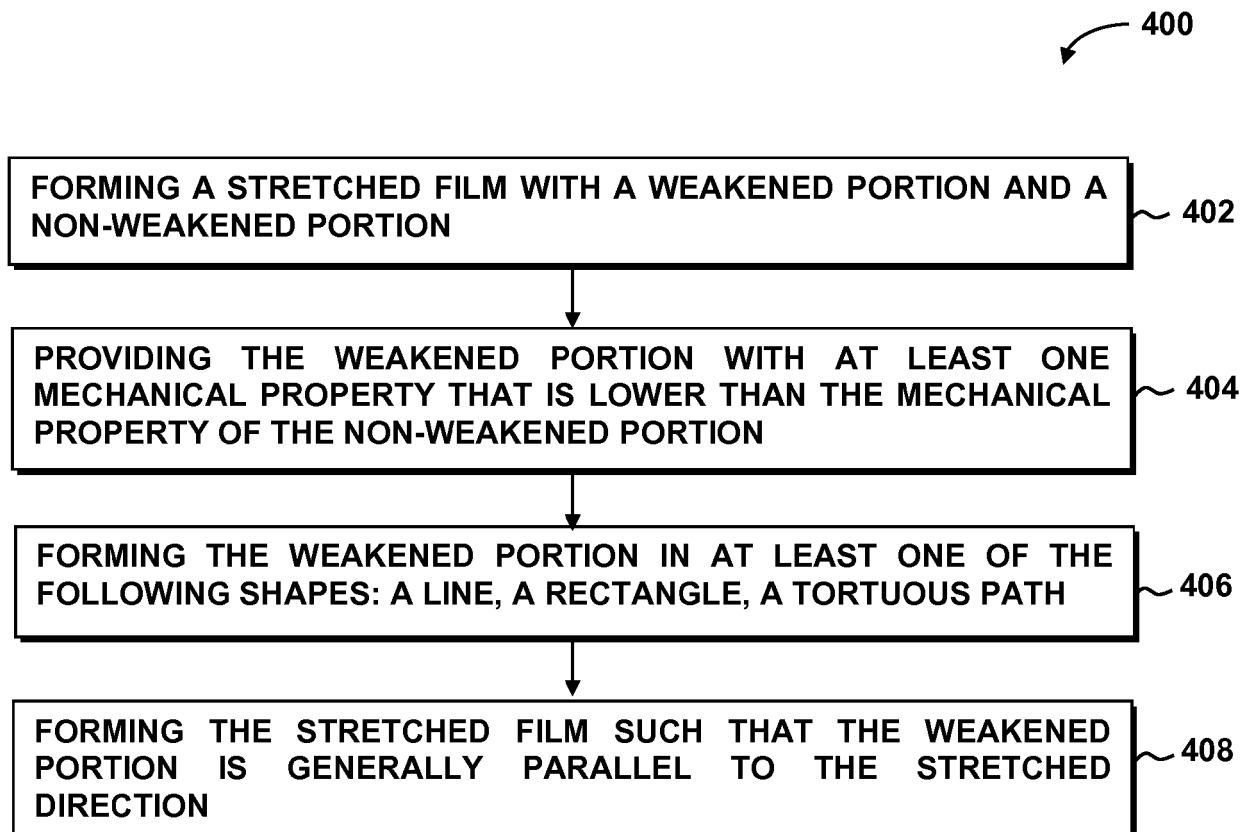 400
FORMING A STRETCHED FILM WITH A WEAKENED PORTION AND A
NON-WEAKENED PORTION
402
PROVIDING THE WEAKENED PORTION WITH AT LEAST ONE
MECHANICAL PROPERTY THAT IS LOWER THAN THE MECHANICAL
PROPERTY OF THE NON-WEAKENED PORTION
404
FORMING THE WEAKENED PORTION IN AT LEAST ONE OF THE
FOLLOWING SHAPES: A LINE, A RECTANGLE, A TORTUOUS PATH
406
FORMING THE STRETCHED FILM SUCH THAT THE WEAKENED
PORTION IS GENERALLY PARALLEL TO THE STRETCHED
DIRECTION
408